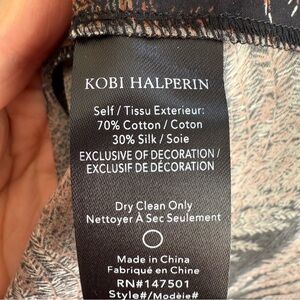 KOBI HALPERIN
Self / Tissu Exterieur:
70% Cotton / Coton
30% Silk / Soie
EXCLUSIVE OF DECORATION /
EXCLUSIF DE DÉCORATION
Dry Clean Only
Nettoyer À Sec Seulement
Made in China
Fabriqué en Chine
RN#147501
Style#/Modèle#